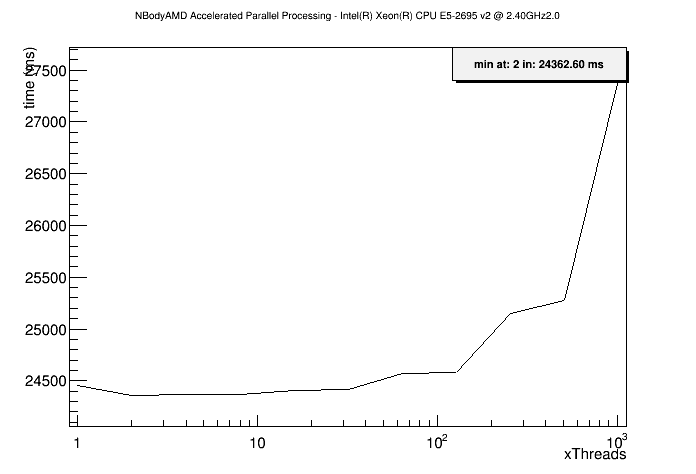 NBodyAMD Accelerated Parallel Processing - Intel(R) Xeon(R) CPU E5-2695 v2 @ 2.40GHz2.0
min at: 2 in: 24362.60 ms
time (ms)
27500
27000
26500
26000
25500
25000
24500
1
10
10²
10³
xThreads